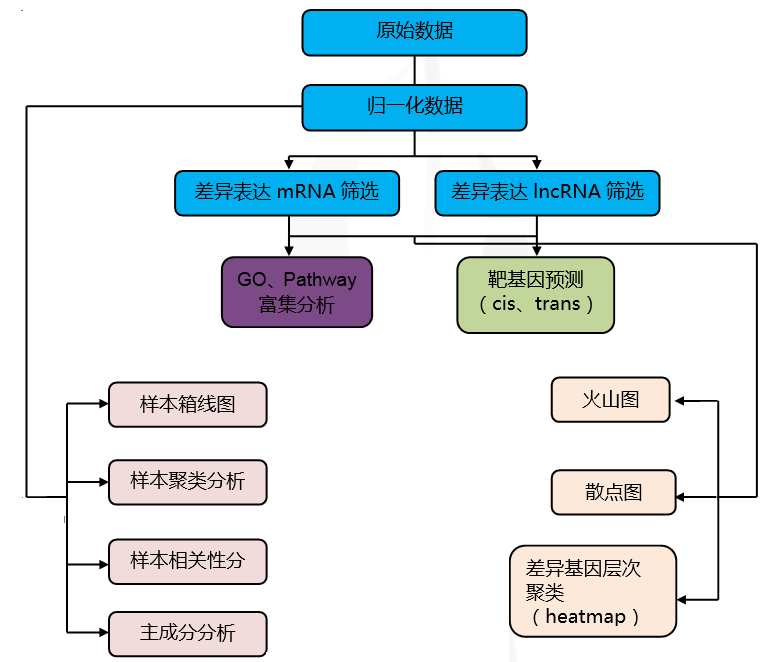 原始数据
归一化数据
差异表达 mRNA 筛选
差异表达 lncRNA 筛选
GO、Pathway
富集分析
靶基因预测
（cis、trans）
样本箱线图
样本聚类分析
样本相关性分
主成分分析
火山图
散点图
差异基因层次
聚类
（heatmap）